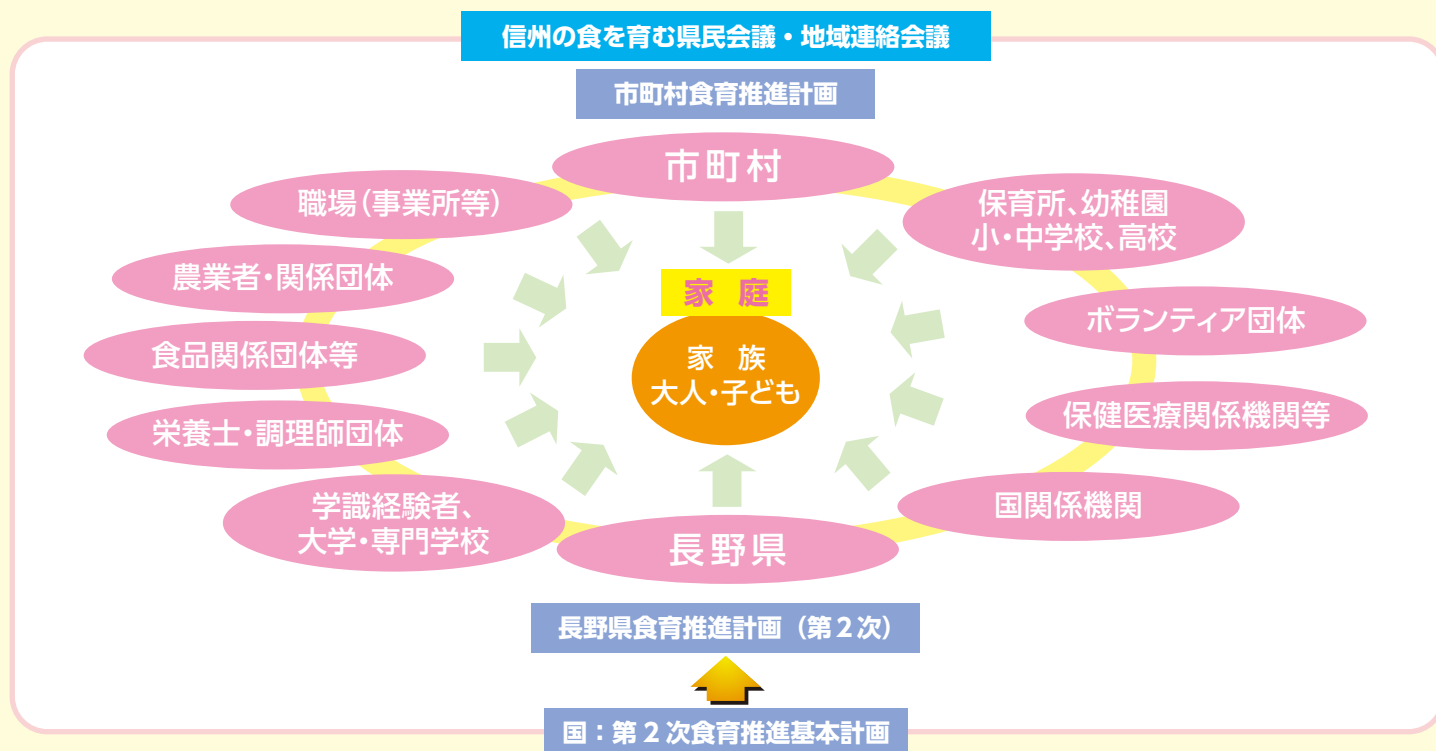 信州の食を育む県民会議・地域連絡会議
市町村食育推進計画
市町村
職場(事業所等)
保育所、幼稚園
小・中学校、高校
農業者・関係団体
家 庭
ボランティア団体
食品関係団体等
家 族
大人・子ども
保健医療関係機関等
栄養士・調理師団体
国関係機関
学識経験者、
大学・専門学校
長野県
長野県食育推進計画(第2次)
国:第2次食育推進基本計画